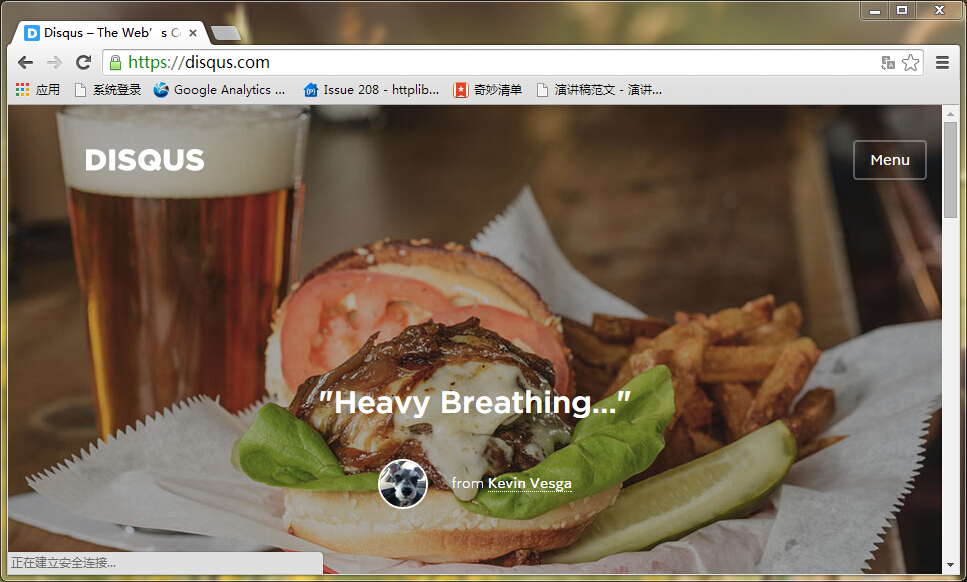 Disqus – The Web's C
https://disqus.com
应用
系统登录
Google Analytics ...
Issue 208 - httplib...
奇妙清单
演讲稿范文 - 演讲...
DISQUS
Menu
"Heavy Breathing..."
from Kevin Vesga
正在建立安全连接...